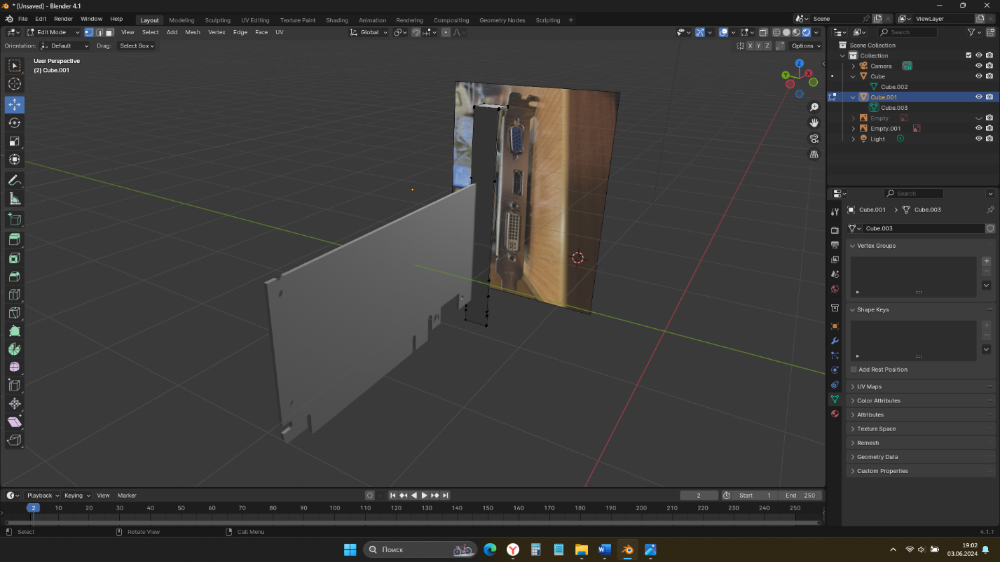 * (Unsaved) - Blender 4.1
File Edit Render Window Help Layout Modeling Sculpting UV Editing Texture Paint Shading Animation Rendering Compositing Geometry Nodes Scripting + Scene ViewLayer
Edit Mode View Select Add Mesh Vertex Edge Face UV Global Search
Orientation: Default Drag: Select Box X Y Z Options
User Perspective
(2) Cube.001
Z
Y
X
Scene Collection
Collection
Camera
Cube
Cube.002
Cube.001
Cube.003
Empty
Empty.001
Light
Search
Cube.001 > Cube.003
Cube.003
Vertex Groups
Shape Keys
Add Rest Position
UV Maps
Color Attributes
Attributes
Texture Space
Remesh
Geometry Data
Custom Properties
Playback Keying View Marker 2 Start 1 End 250
2 10 20 30 40 50 60 70 80 90 100 110 120 130 140 150 160 170 180 190 200 210 220 230 240 250
Select Rotate View Call Menu 4.1.1
Поиск
19:02
03.06.2024